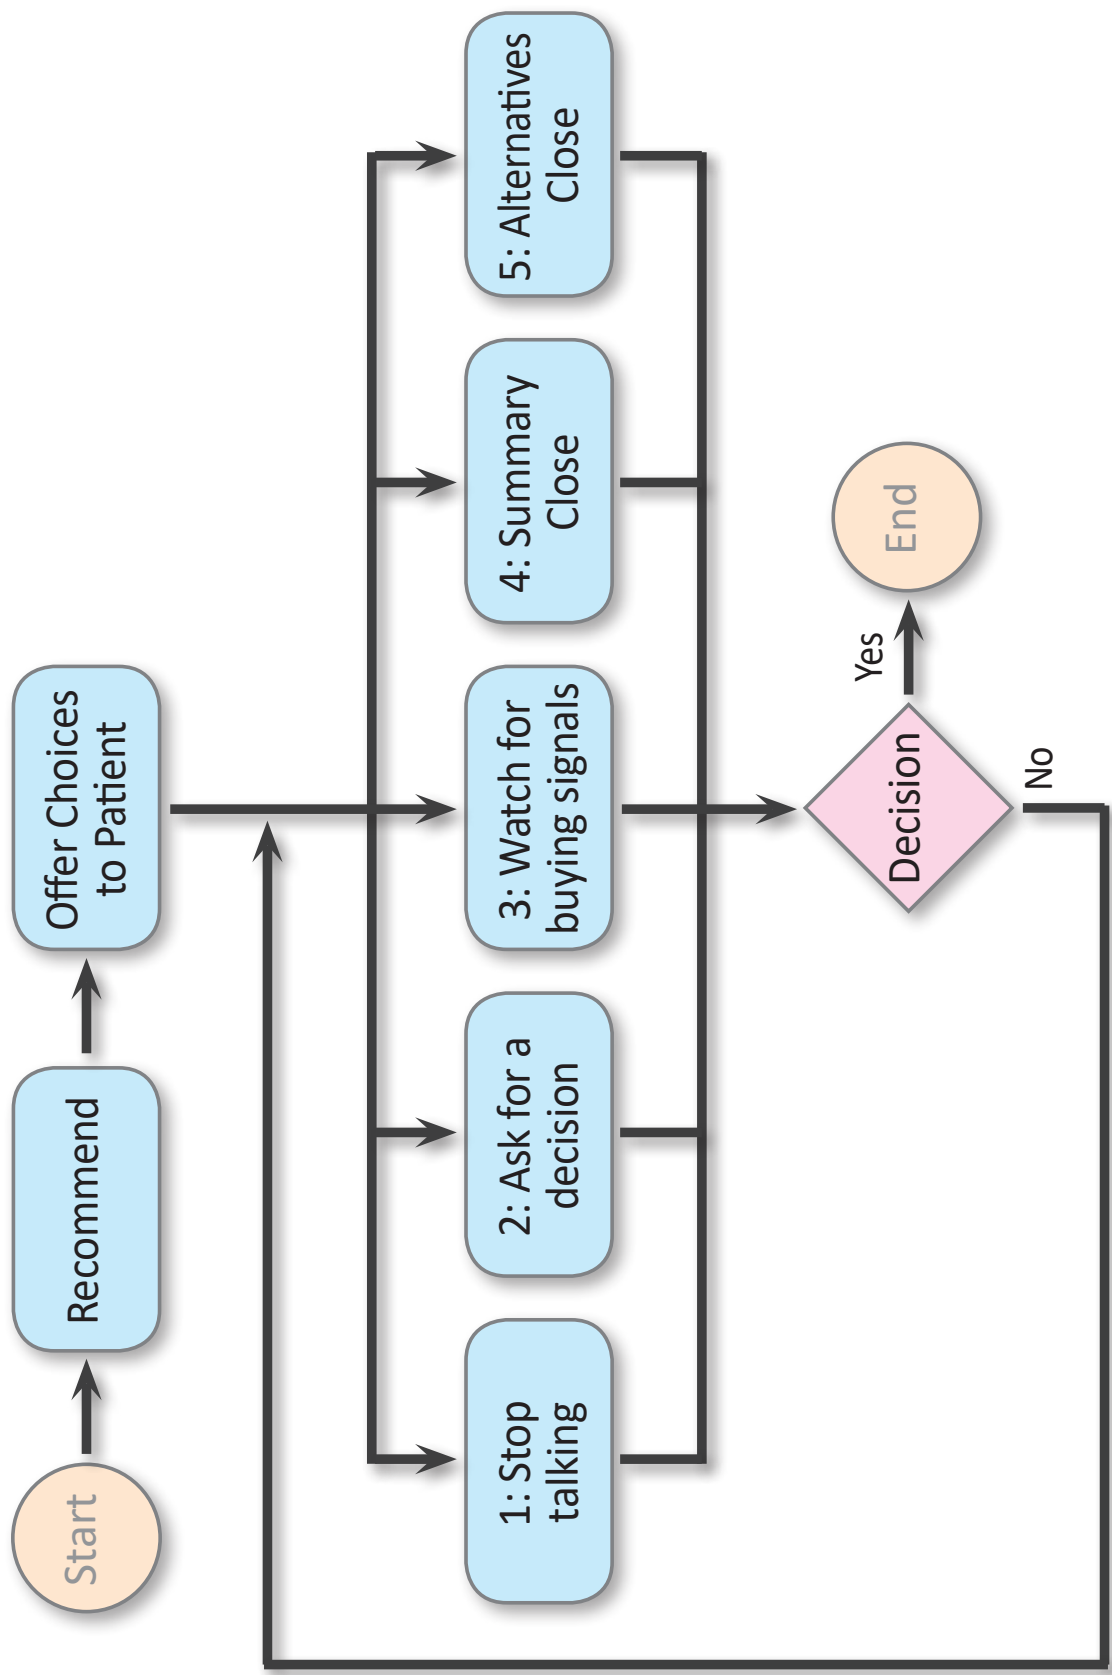 Start
Recommend
Offer Choices
to Patient
1: Stop
talking
2: Ask for a
decision
3: Watch for
buying signals
4: Summary
Close
5: Alternatives
Close
Decision
Yes
End
No